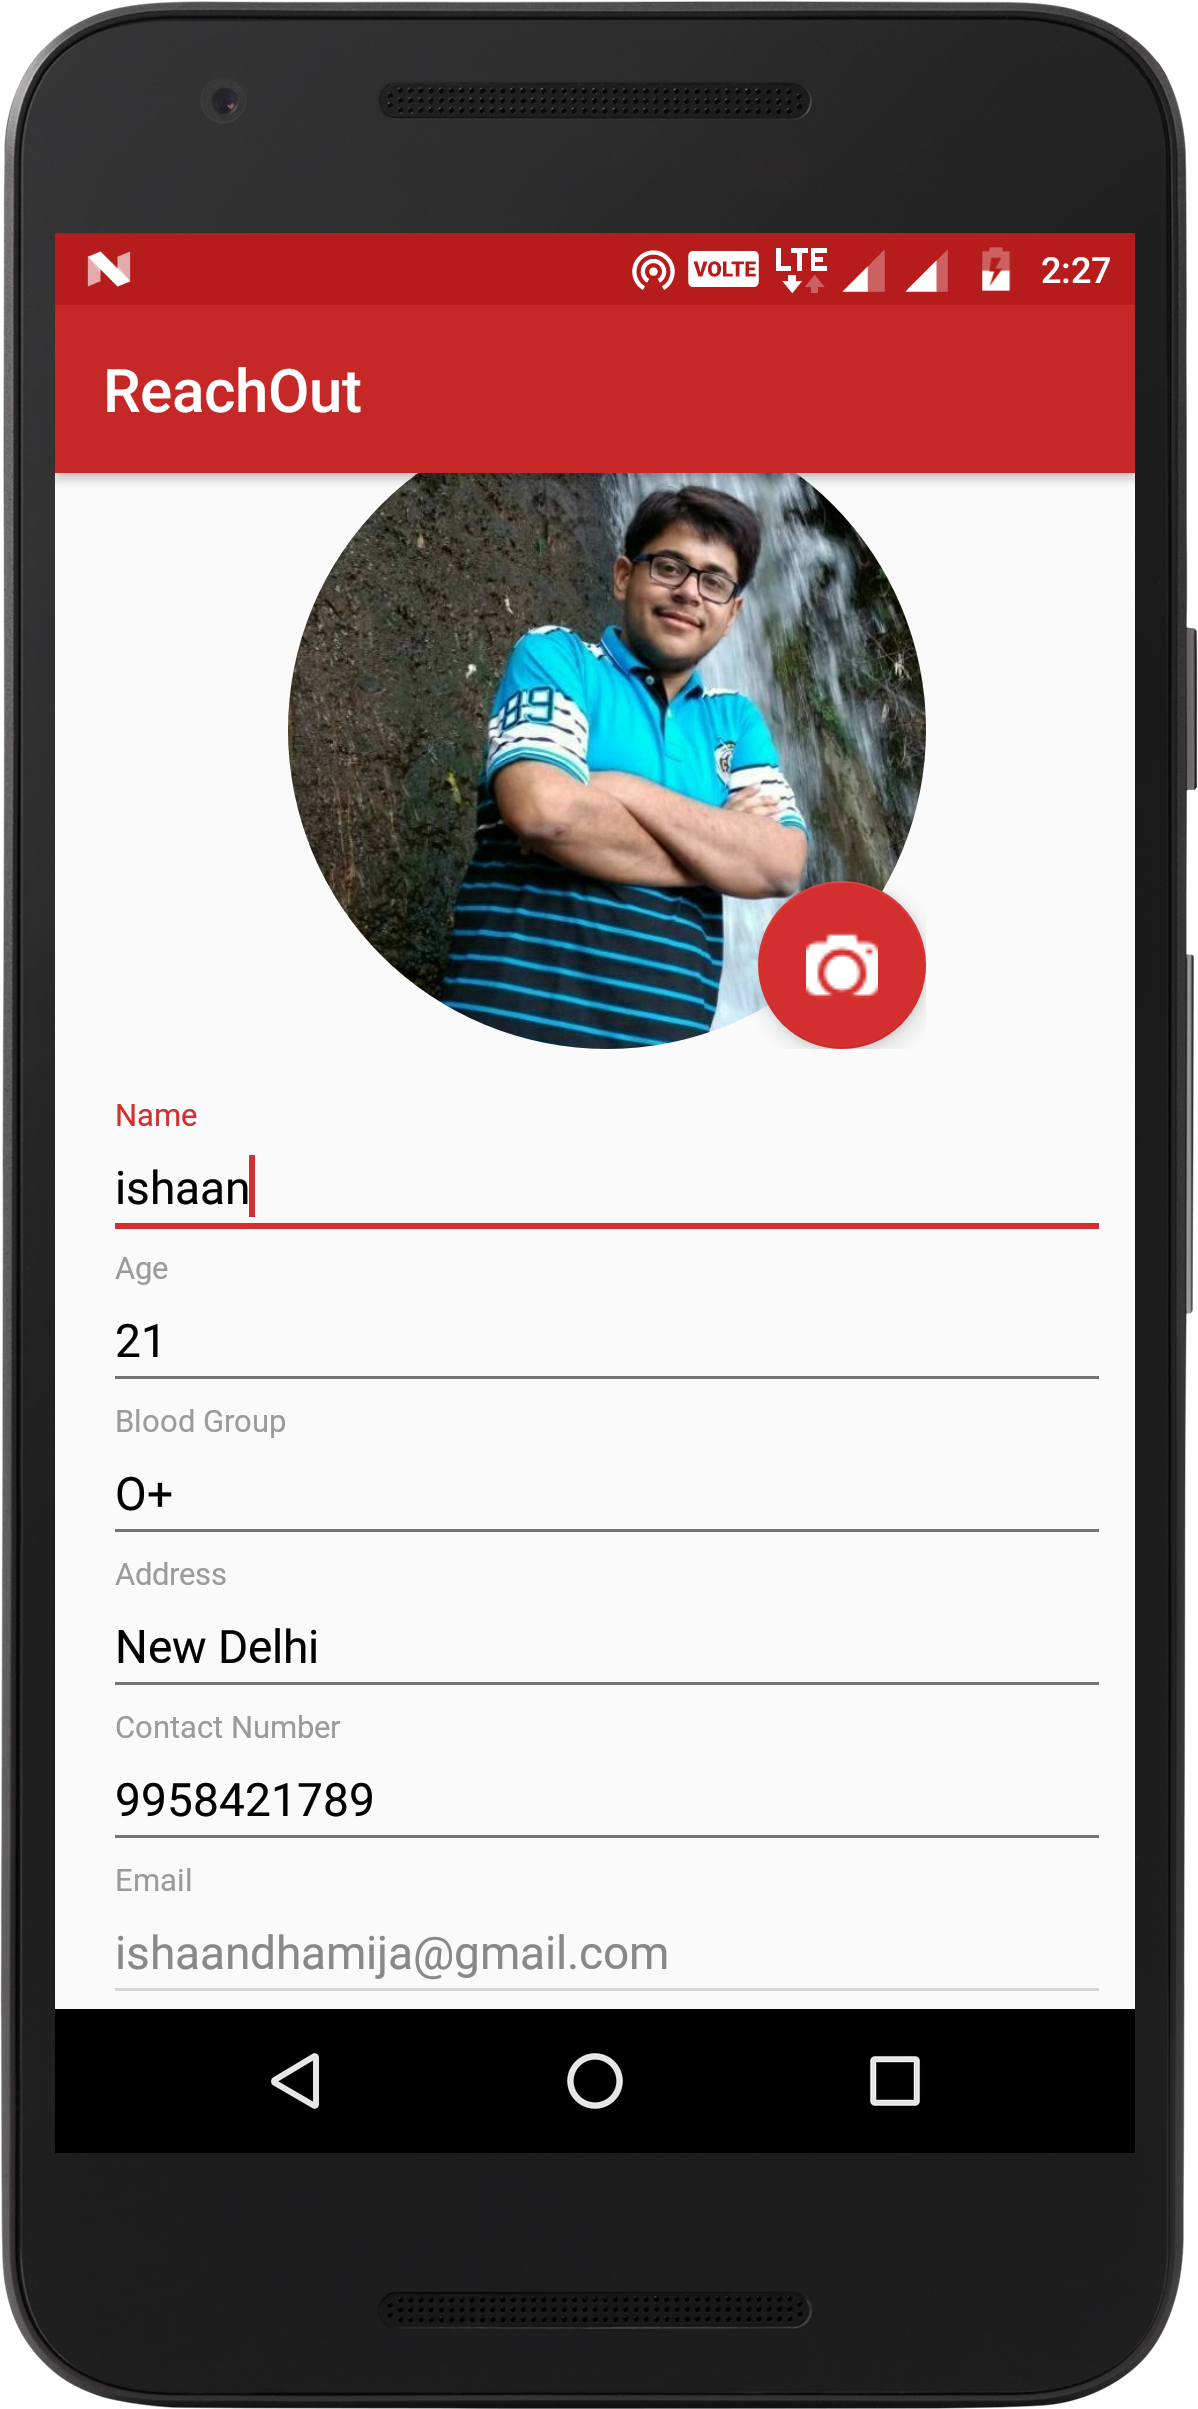 VOLTE
LTE
2:27
ReachOut
89
Name
ishaan
Age
21
Blood Group
O+
Address
New Delhi
Contact Number
9958421789
Email
ishaandhamija@gmail.com